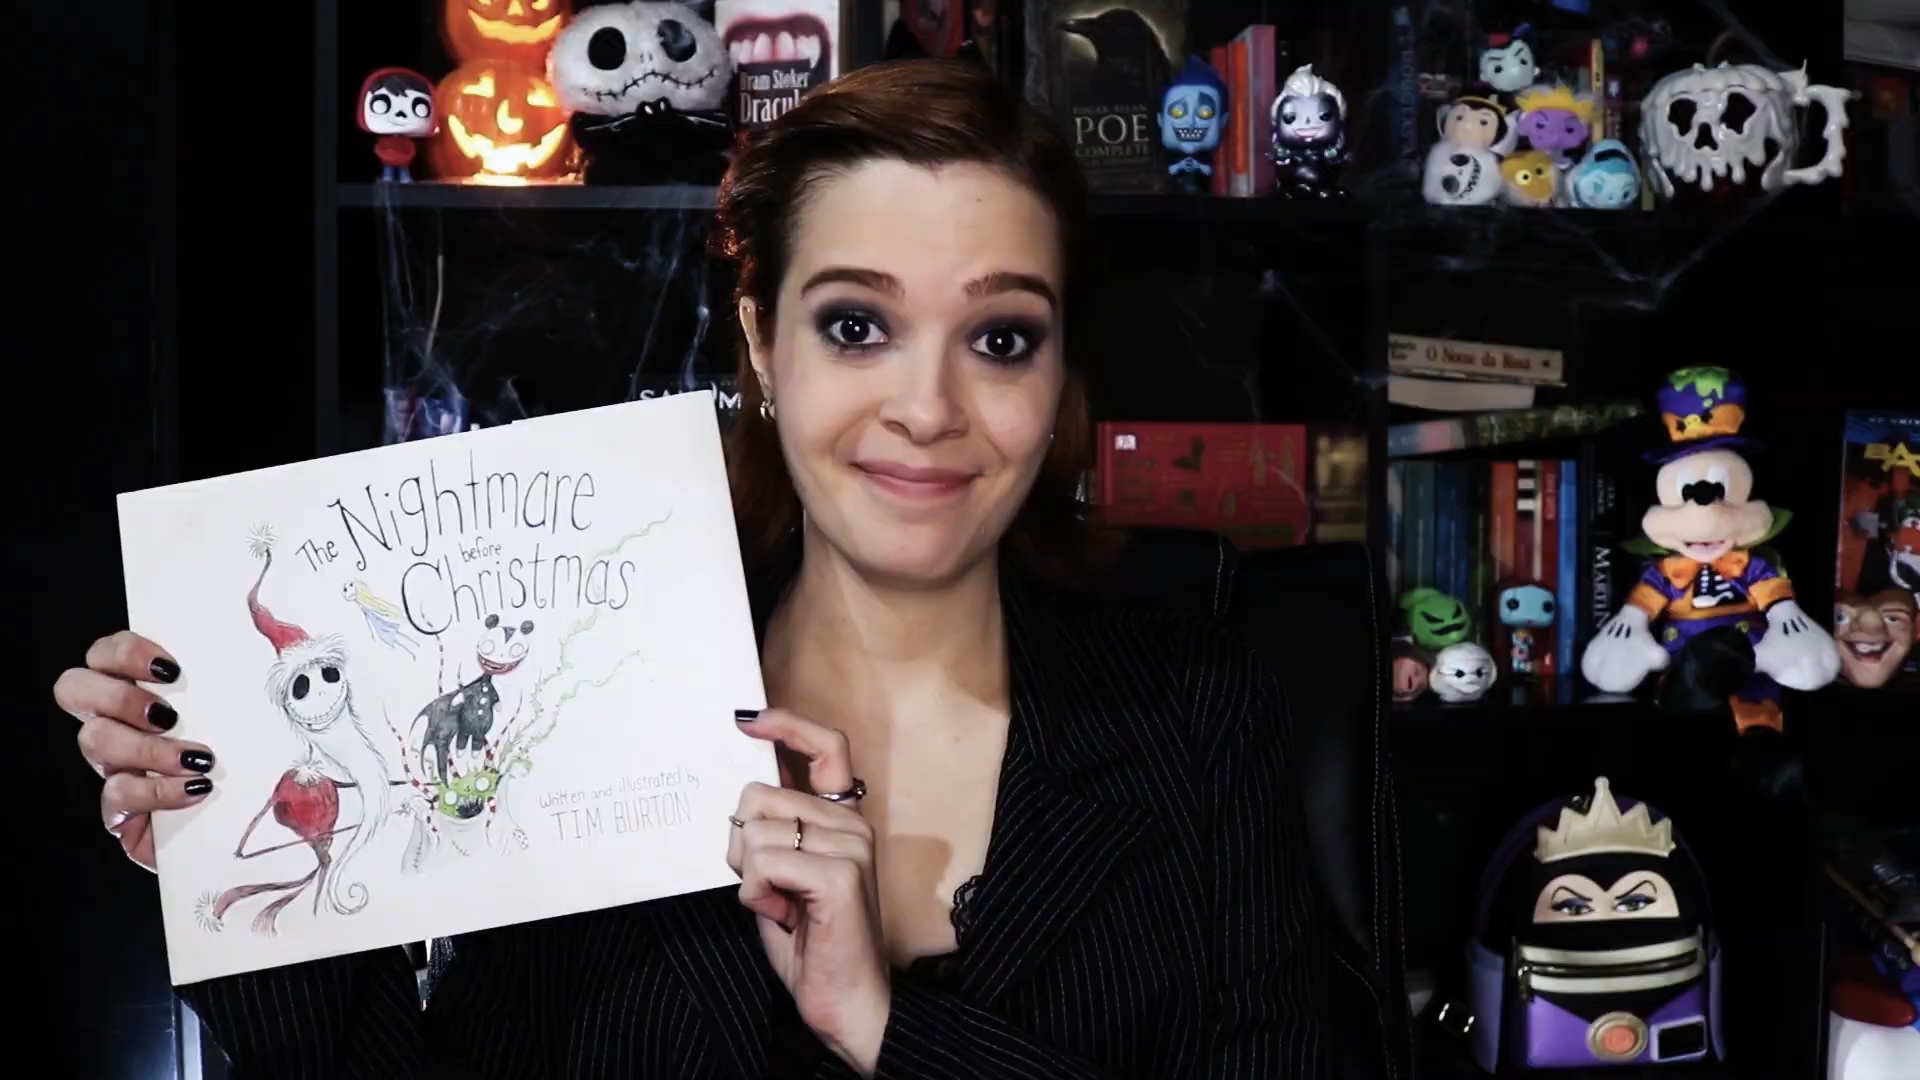 Bram Stoker
Dracula
EDGAR ALLAN
POE
COMPLETE
O Nome da Rosa
DK
The Nightmare
before
Christmas
Written and illustrated by
TIM BURTON